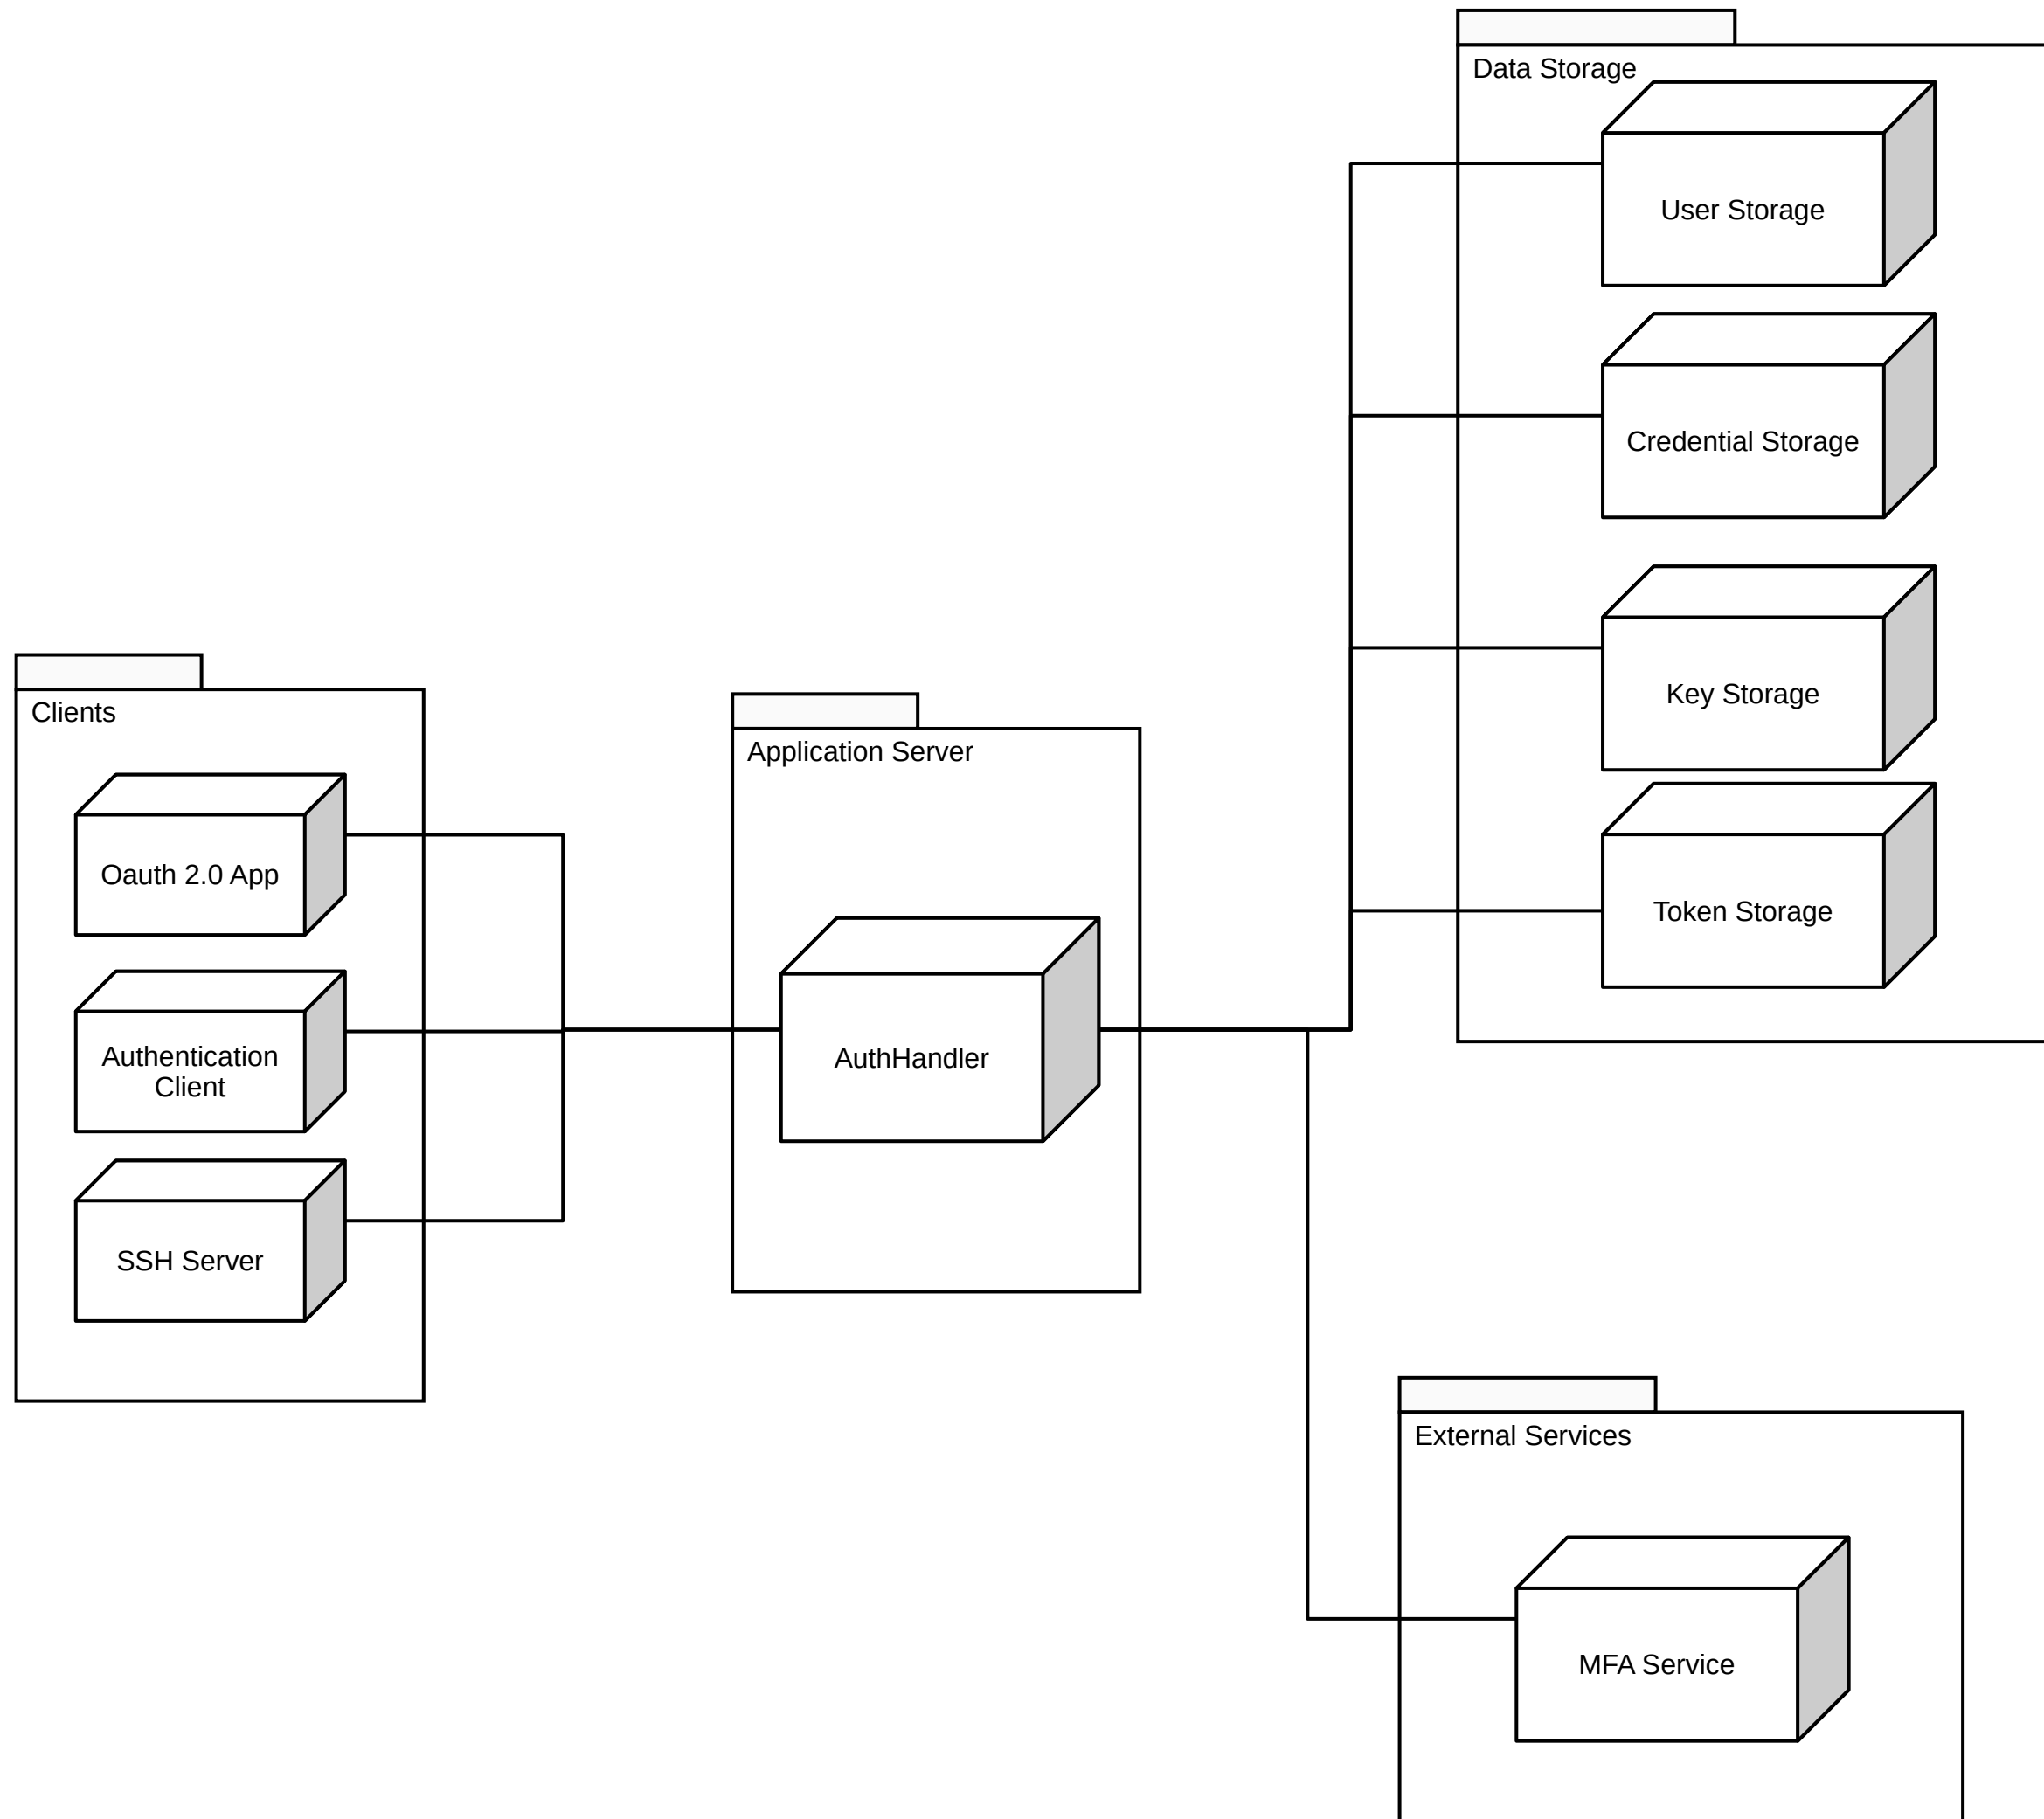 Data Storage
User Storage
Credential Storage
Key Storage
Token Storage
Clients
Oauth 2.0 App
Authentication
Client
SSH Server
Application Server
AuthHandler
External Services
MFA Service